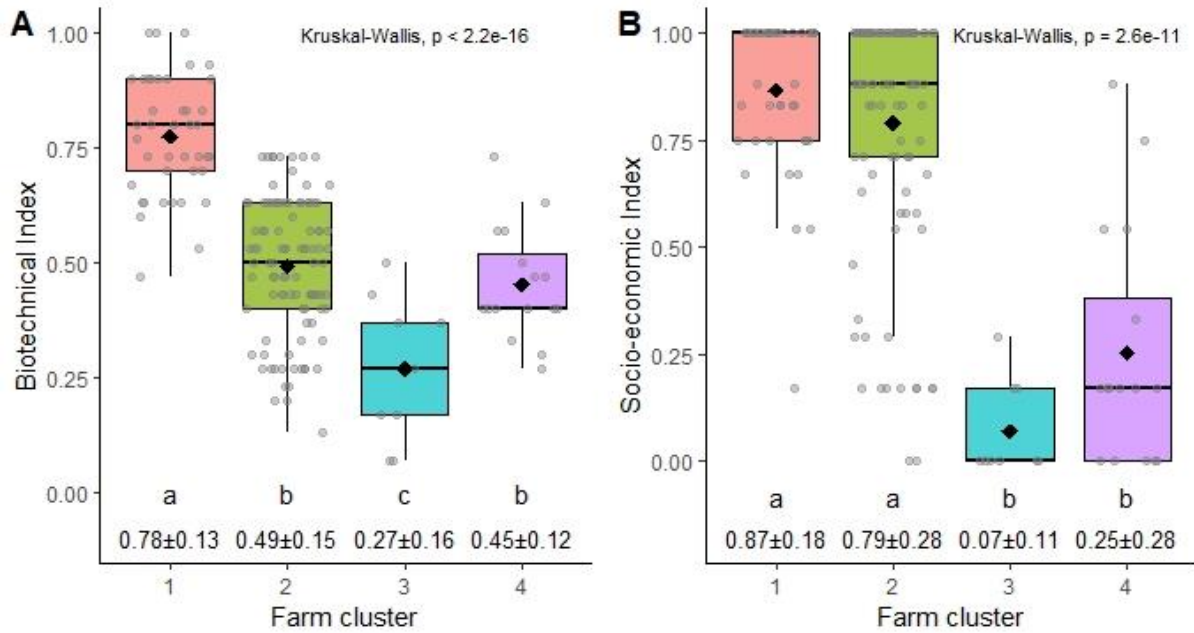 A
Kruskal-Wallis, p < 2.2e-16
Biotechnical Index
1.00
0.75
0.50
0.25
0.00
a b c b
0.78±0.13 0.49±0.15 0.27±0.16 0.45±0.12
1 2 3 4
Farm cluster
B
Kruskal-Wallis, p = 2.6e-11
Socio-economic Index
1.00
0.75
0.50
0.25
0.00
a a b b
0.87±0.18 0.79±0.28 0.07±0.11 0.25±0.28
1 2 3 4
Farm cluster